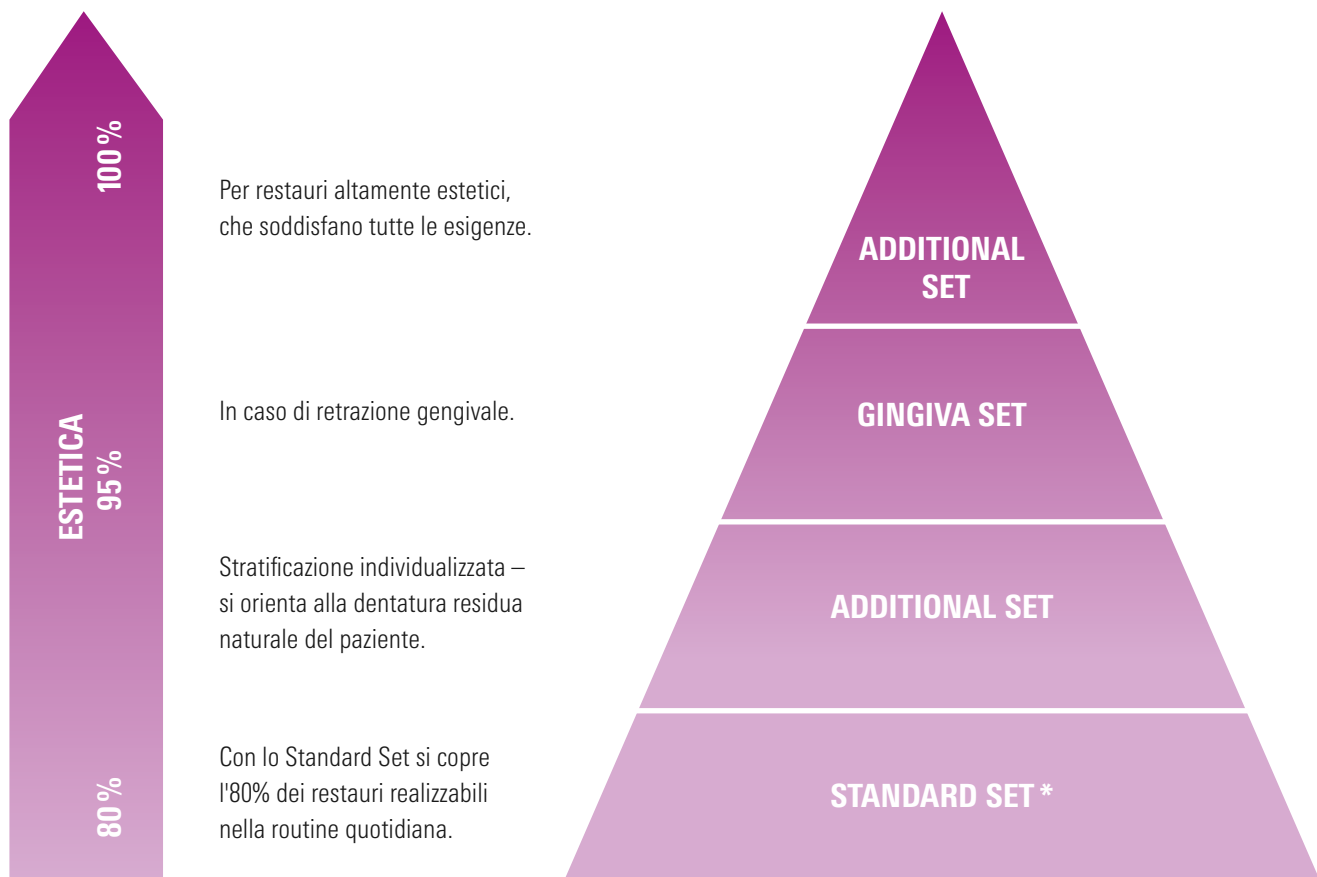 100 %
ESTETICA
95 %
80 %
Per restauri altamente estetici,
che soddisfano tutte le esigenze.
In caso di retrazione gengivale.
Stratificazione individualizzata –
si orienta alla dentatura residua
naturale del paziente.
Con lo Standard Set si copre
l'80% dei restauri realizzabili
nella routine quotidiana.
ADDITIONAL
SET
GINGIVA SET
ADDITIONAL SET
STANDARD SET *